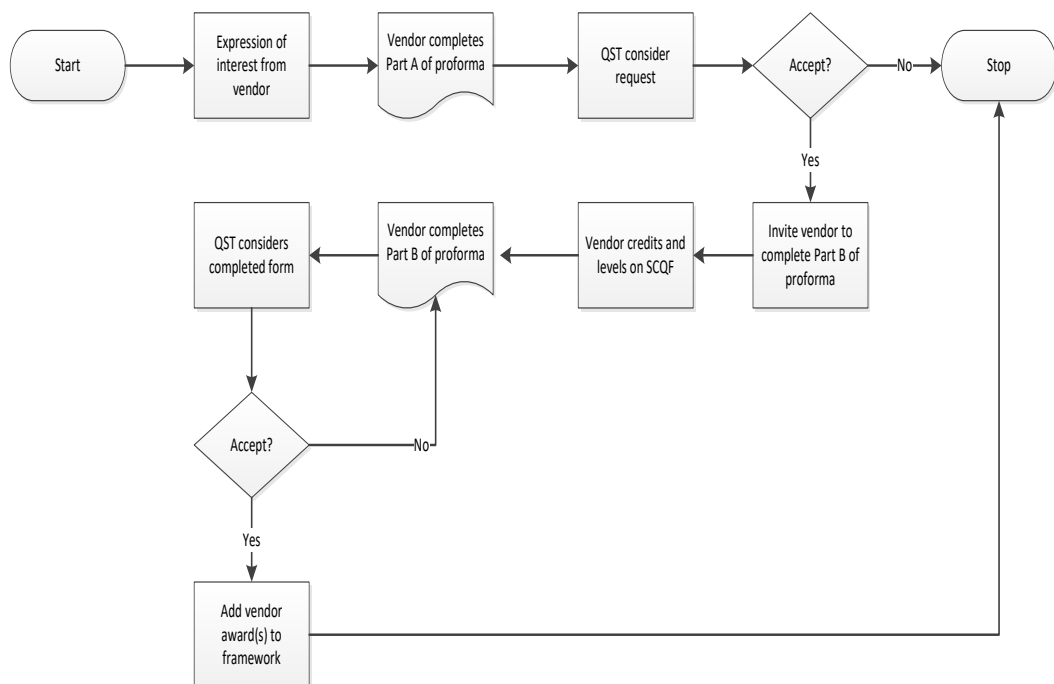 Start
Expression of
interest from
vendor
Vendor completes
Part A of proforma
QST consider
request
Accept?
No
Stop
Yes
Invite vendor to
complete Part B of
proforma
Vendor credits and
levels on SCQF
Vendor completes
Part B of proforma
QST considers
completed form
Accept?
No
Yes
Add vendor
award(s) to
framework